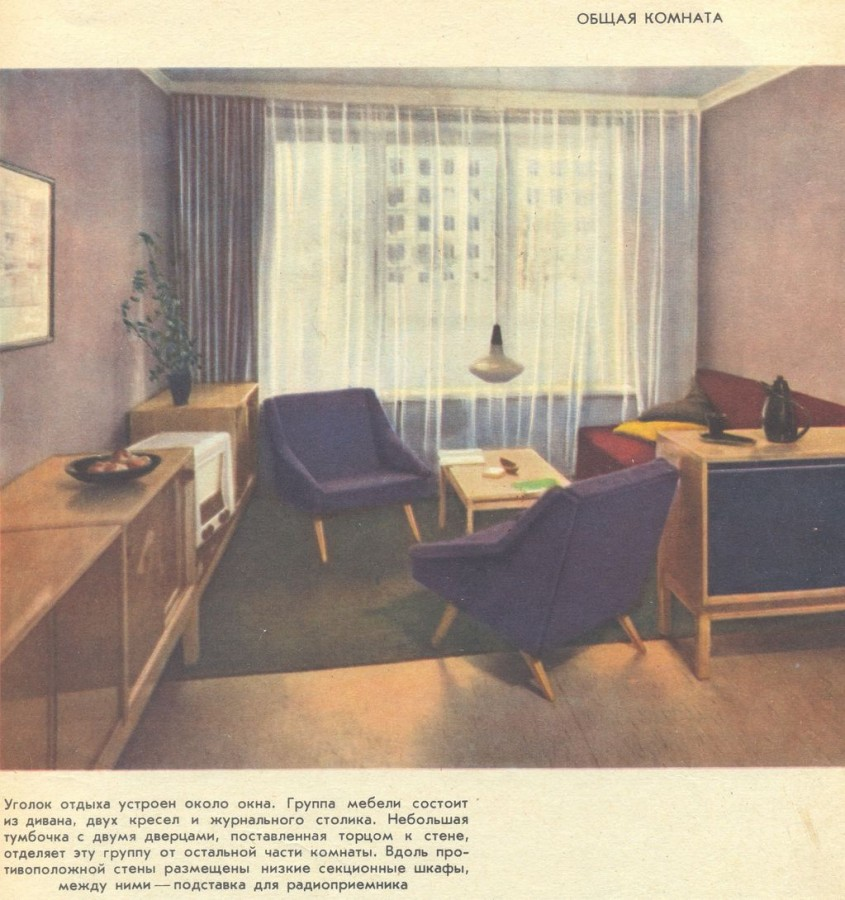 ОБЩАЯ КОМНАТА
Уголок отдыха устроен около окна. Группа мебели состоит
из дивана, двух кресел и журнального столика. Небольшая
тумбочка с двумя дверцами, поставленная торцом к стене,
отделяет эту группу от остальной части комнаты. Вдоль про-
тивоположной стены размещены низкие секционные шкафы,
между ними — подставка для радиоприемника